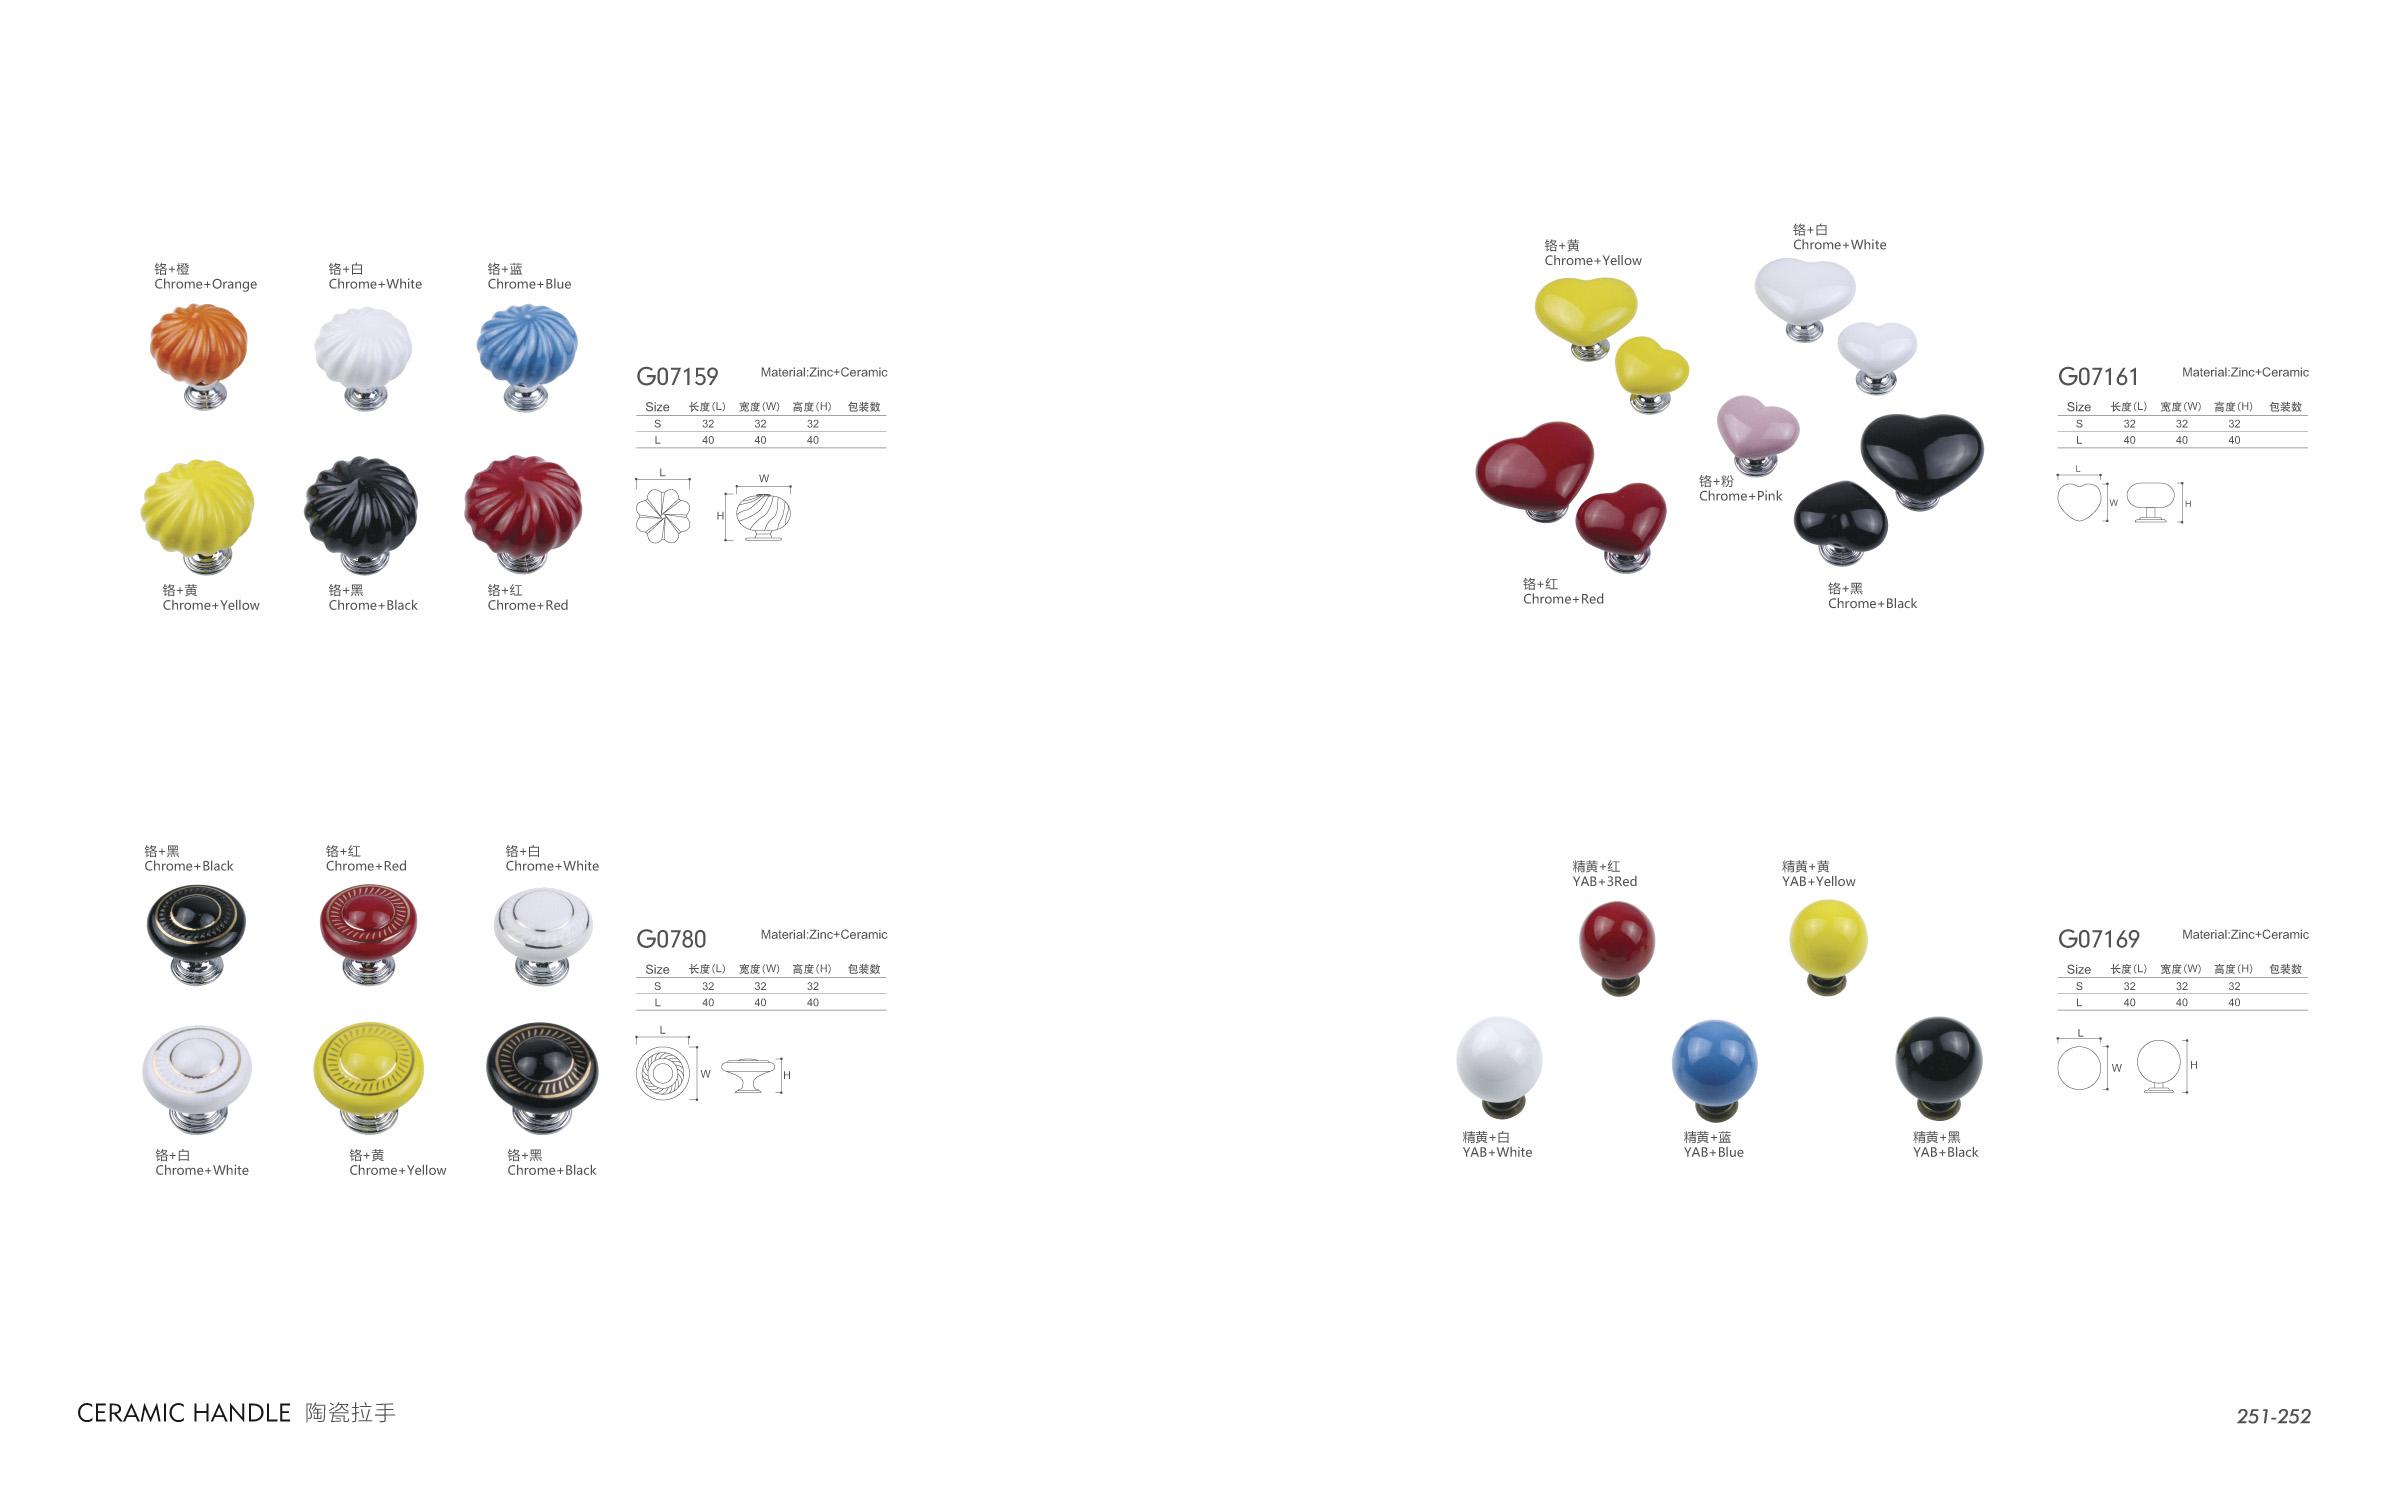 铬+橙
Chrome+Orange
铬+白
Chrome+White
铬+蓝
Chrome+Blue
铬+黄
Chrome+Yellow
铬+黑
Chrome+Black
铬+红
Chrome+Red
G07159 Material:Zinc+Ceramic
Size 长度(L) 宽度(W) 高度(H) 包装数
S 32 32 32
L 40 40 40
L
W
H
铬+黄
Chrome+Yellow
铬+白
Chrome+White
铬+粉
Chrome+Pink
铬+红
Chrome+Red
铬+黑
Chrome+Black
G07161 Material:Zinc+Ceramic
Size 长度(L) 宽度(W) 高度(H) 包装数
S 32 32 32
L 40 40 40
L
W
H
铬+黑
Chrome+Black
铬+红
Chrome+Red
铬+白
Chrome+White
铬+白
Chrome+White
铬+黄
Chrome+Yellow
铬+黑
Chrome+Black
G0780 Material:Zinc+Ceramic
Size 长度(L) 宽度(W) 高度(H) 包装数
S 32 32 32
L 40 40 40
L
W
H
精黄+红
YAB+3Red
精黄+黄
YAB+Yellow
精黄+白
YAB+White
精黄+蓝
YAB+Blue
精黄+黑
YAB+Black
G07169 Material:Zinc+Ceramic
Size 长度(L) 宽度(W) 高度(H) 包装数
S 32 32 32
L 40 40 40
L
W
H
CERAMIC HANDLE 陶瓷拉手
251-252